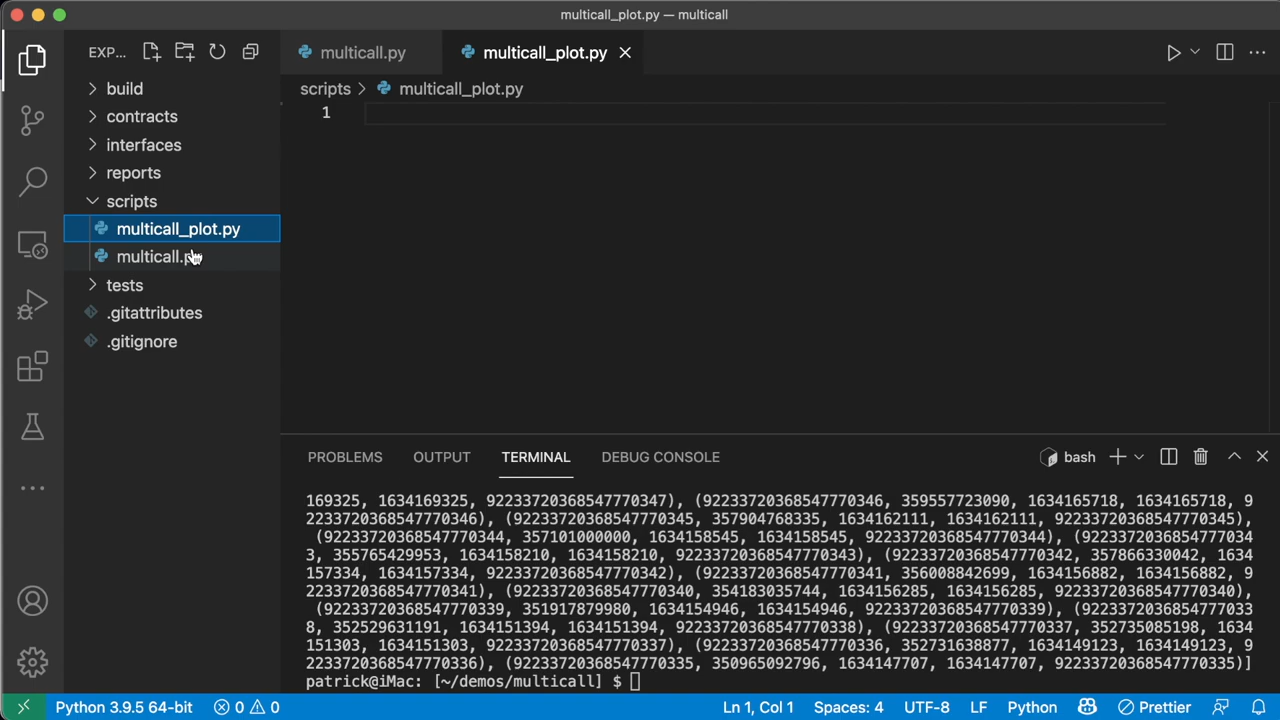 multicall_plot.py — multicall
EXP...
multicall.py
multicall_plot.py
build
contracts
interfaces
reports
scripts
multicall_plot.py
multicall.py
tests
.gitattributes
.gitignore
scripts > multicall_plot.py
1
PROBLEMS OUTPUT TERMINAL DEBUG CONSOLE
bash
169325, 1634169325, 92233720368547770347), (92233720368547770346, 359557723090, 1634165718, 1634165718, 9
2233720368547770346), (92233720368547770345, 357904768335, 1634162111, 1634162111, 92233720368547770345),
(92233720368547770344, 357101000000, 1634158545, 1634158545, 92233720368547770344), (9223372036854777034
3, 355765429953, 1634158210, 1634158210, 92233720368547770343), (92233720368547770342, 357866330042, 1634
157334, 1634157334, 92233720368547770342), (92233720368547770341, 356008842699, 1634156882, 1634156882, 9
2233720368547770341), (92233720368547770340, 354183035744, 1634156285, 1634156285, 92233720368547770340),
(92233720368547770339, 351917879980, 1634154946, 1634154946, 92233720368547770339), (9223372036854777033
8, 352529631191, 1634151394, 1634151394, 92233720368547770338), (92233720368547770337, 352735085198, 1634
151303, 1634151303, 92233720368547770337), (92233720368547770336, 352731638877, 1634149123, 1634149123, 9
2233720368547770336), (92233720368547770335, 350965092796, 1634147707, 1634147707, 92233720368547770335)]
patrick@iMac: [~/demos/multicall] $
Python 3.9.5 64-bit 0 0 Ln 1, Col 1 Spaces: 4 UTF-8 LF Python Prettier